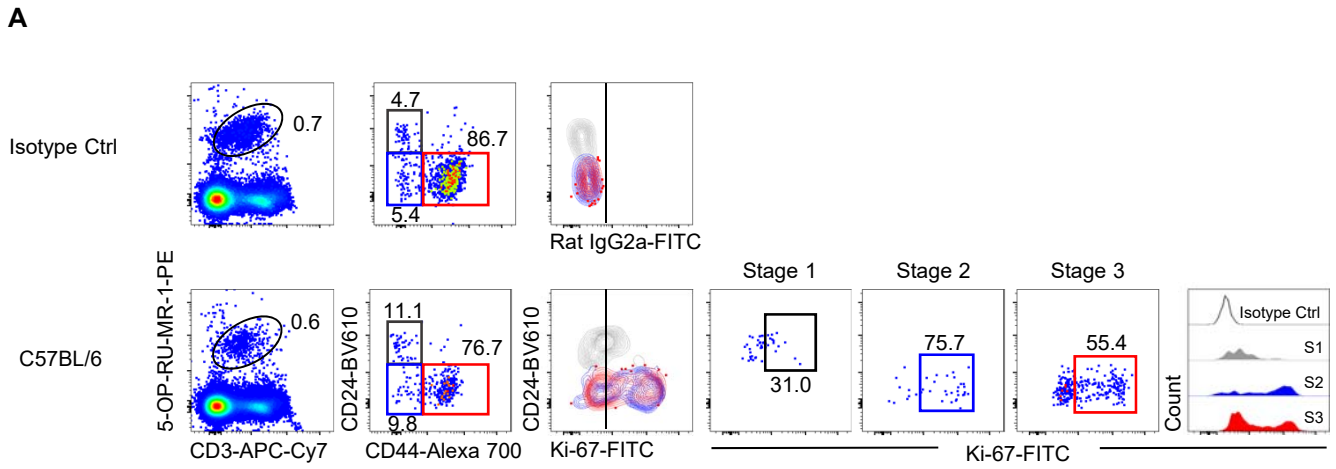 A
Isotype Ctrl
0.7
4.7
86.7
5.4
Rat IgG2a-FITC
Stage 1
Stage 2
Stage 3
C57BL/6
5-OP-RU-MR-1-PE
0.6
CD3-APC-Cy7
CD24-BV610
11.1
76.7
9.8
CD44-Alexa 700
CD24-BV610
Ki-67-FITC
31.0
75.7
55.4
Ki-67-FITC
Count
Isotype Ctrl
S1
S2
S3